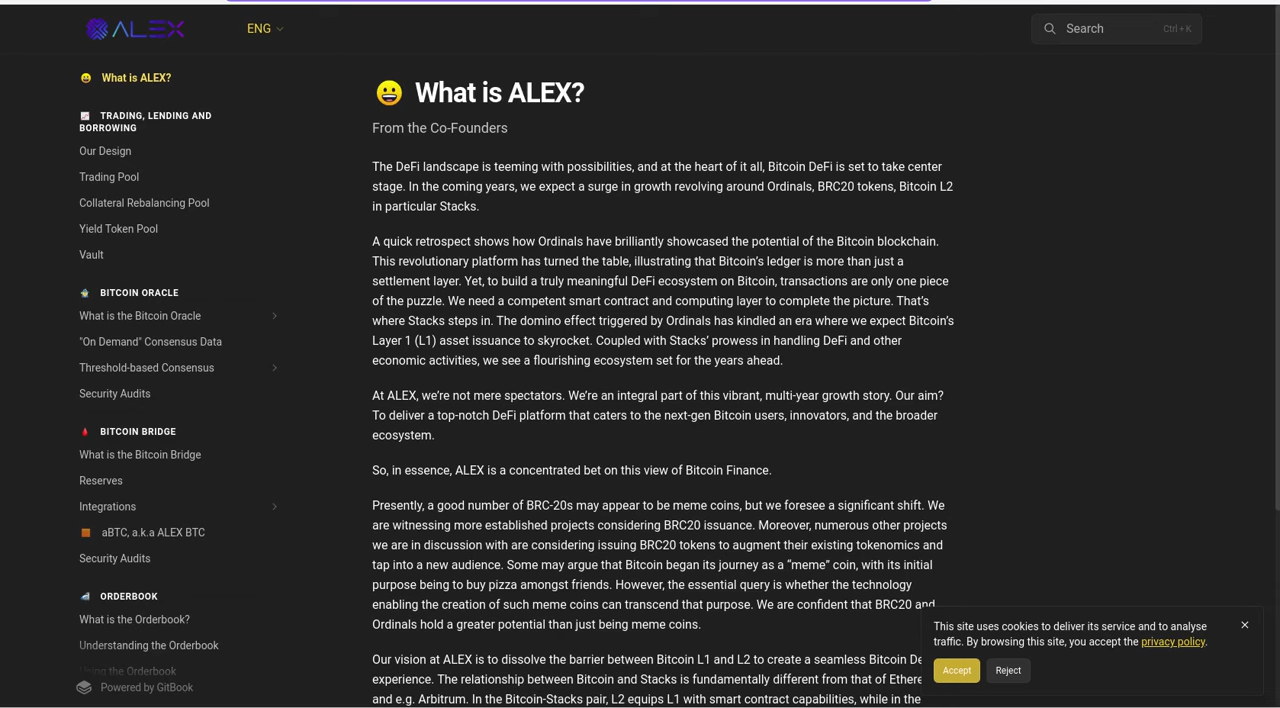 ALEX
ENG
Search
Ctrl + K
What is ALEX?
TRADING, LENDING AND
BORROWING
Our Design
Trading Pool
Collateral Rebalancing Pool
Yield Token Pool
Vault
BITCOIN ORACLE
What is the Bitcoin Oracle
"On Demand" Consensus Data
Threshold-based Consensus
Security Audits
BITCOIN BRIDGE
What is the Bitcoin Bridge
Reserves
Integrations
aBTC, a.k.a ALEX BTC
Security Audits
ORDERBOOK
What is the Orderbook?
Understanding the Orderbook
Using the Orderbook
Powered by GitBook
What is ALEX?
From the Co-Founders
The DeFi landscape is teeming with possibilities, and at the heart of it all, Bitcoin DeFi is set to take center
stage. In the coming years, we expect a surge in growth revolving around Ordinals, BRC20 tokens, Bitcoin L2
in particular Stacks.
A quick retrospect shows how Ordinals have brilliantly showcased the potential of the Bitcoin blockchain.
This revolutionary platform has turned the table, illustrating that Bitcoin’s ledger is more than just a
settlement layer. Yet, to build a truly meaningful DeFi ecosystem on Bitcoin, transactions are only one piece
of the puzzle. We need a competent smart contract and computing layer to complete the picture. That’s
where Stacks steps in. The domino effect triggered by Ordinals has kindled an era where we expect Bitcoin’s
Layer 1 (L1) asset issuance to skyrocket. Coupled with Stacks’ prowess in handling DeFi and other
economic activities, we see a flourishing ecosystem set for the years ahead.
At ALEX, we’re not mere spectators. We’re an integral part of this vibrant, multi-year growth story. Our aim?
To deliver a top-notch DeFi platform that caters to the next-gen Bitcoin users, innovators, and the broader
ecosystem.
So, in essence, ALEX is a concentrated bet on this view of Bitcoin Finance.
Presently, a good number of BRC-20s may appear to be meme coins, but we foresee a significant shift. We
are witnessing more established projects considering BRC20 issuance. Moreover, numerous other projects
we are in discussion with are considering issuing BRC20 tokens to augment their existing tokenomics and
tap into a new audience. Some may argue that Bitcoin began its journey as a “meme” coin, with its initial
purpose being to buy pizza amongst friends. However, the essential query is whether the technology
enabling the creation of such meme coins can transcend that purpose. We are confident that BRC20 and
Ordinals hold a greater potential than just being meme coins.
Our vision at ALEX is to dissolve the barrier between Bitcoin L1 and L2 to create a seamless Bitcoin
experience. The relationship between Bitcoin and Stacks is fundamentally different from that of
and e.g. Arbitrum. In the Bitcoin-Stacks pair, L2 equips L1 with smart contract capabilities, while in the
This site uses cookies to deliver its service and to analyse
traffic. By browsing this site, you accept the privacy policy.
Accept
Reject